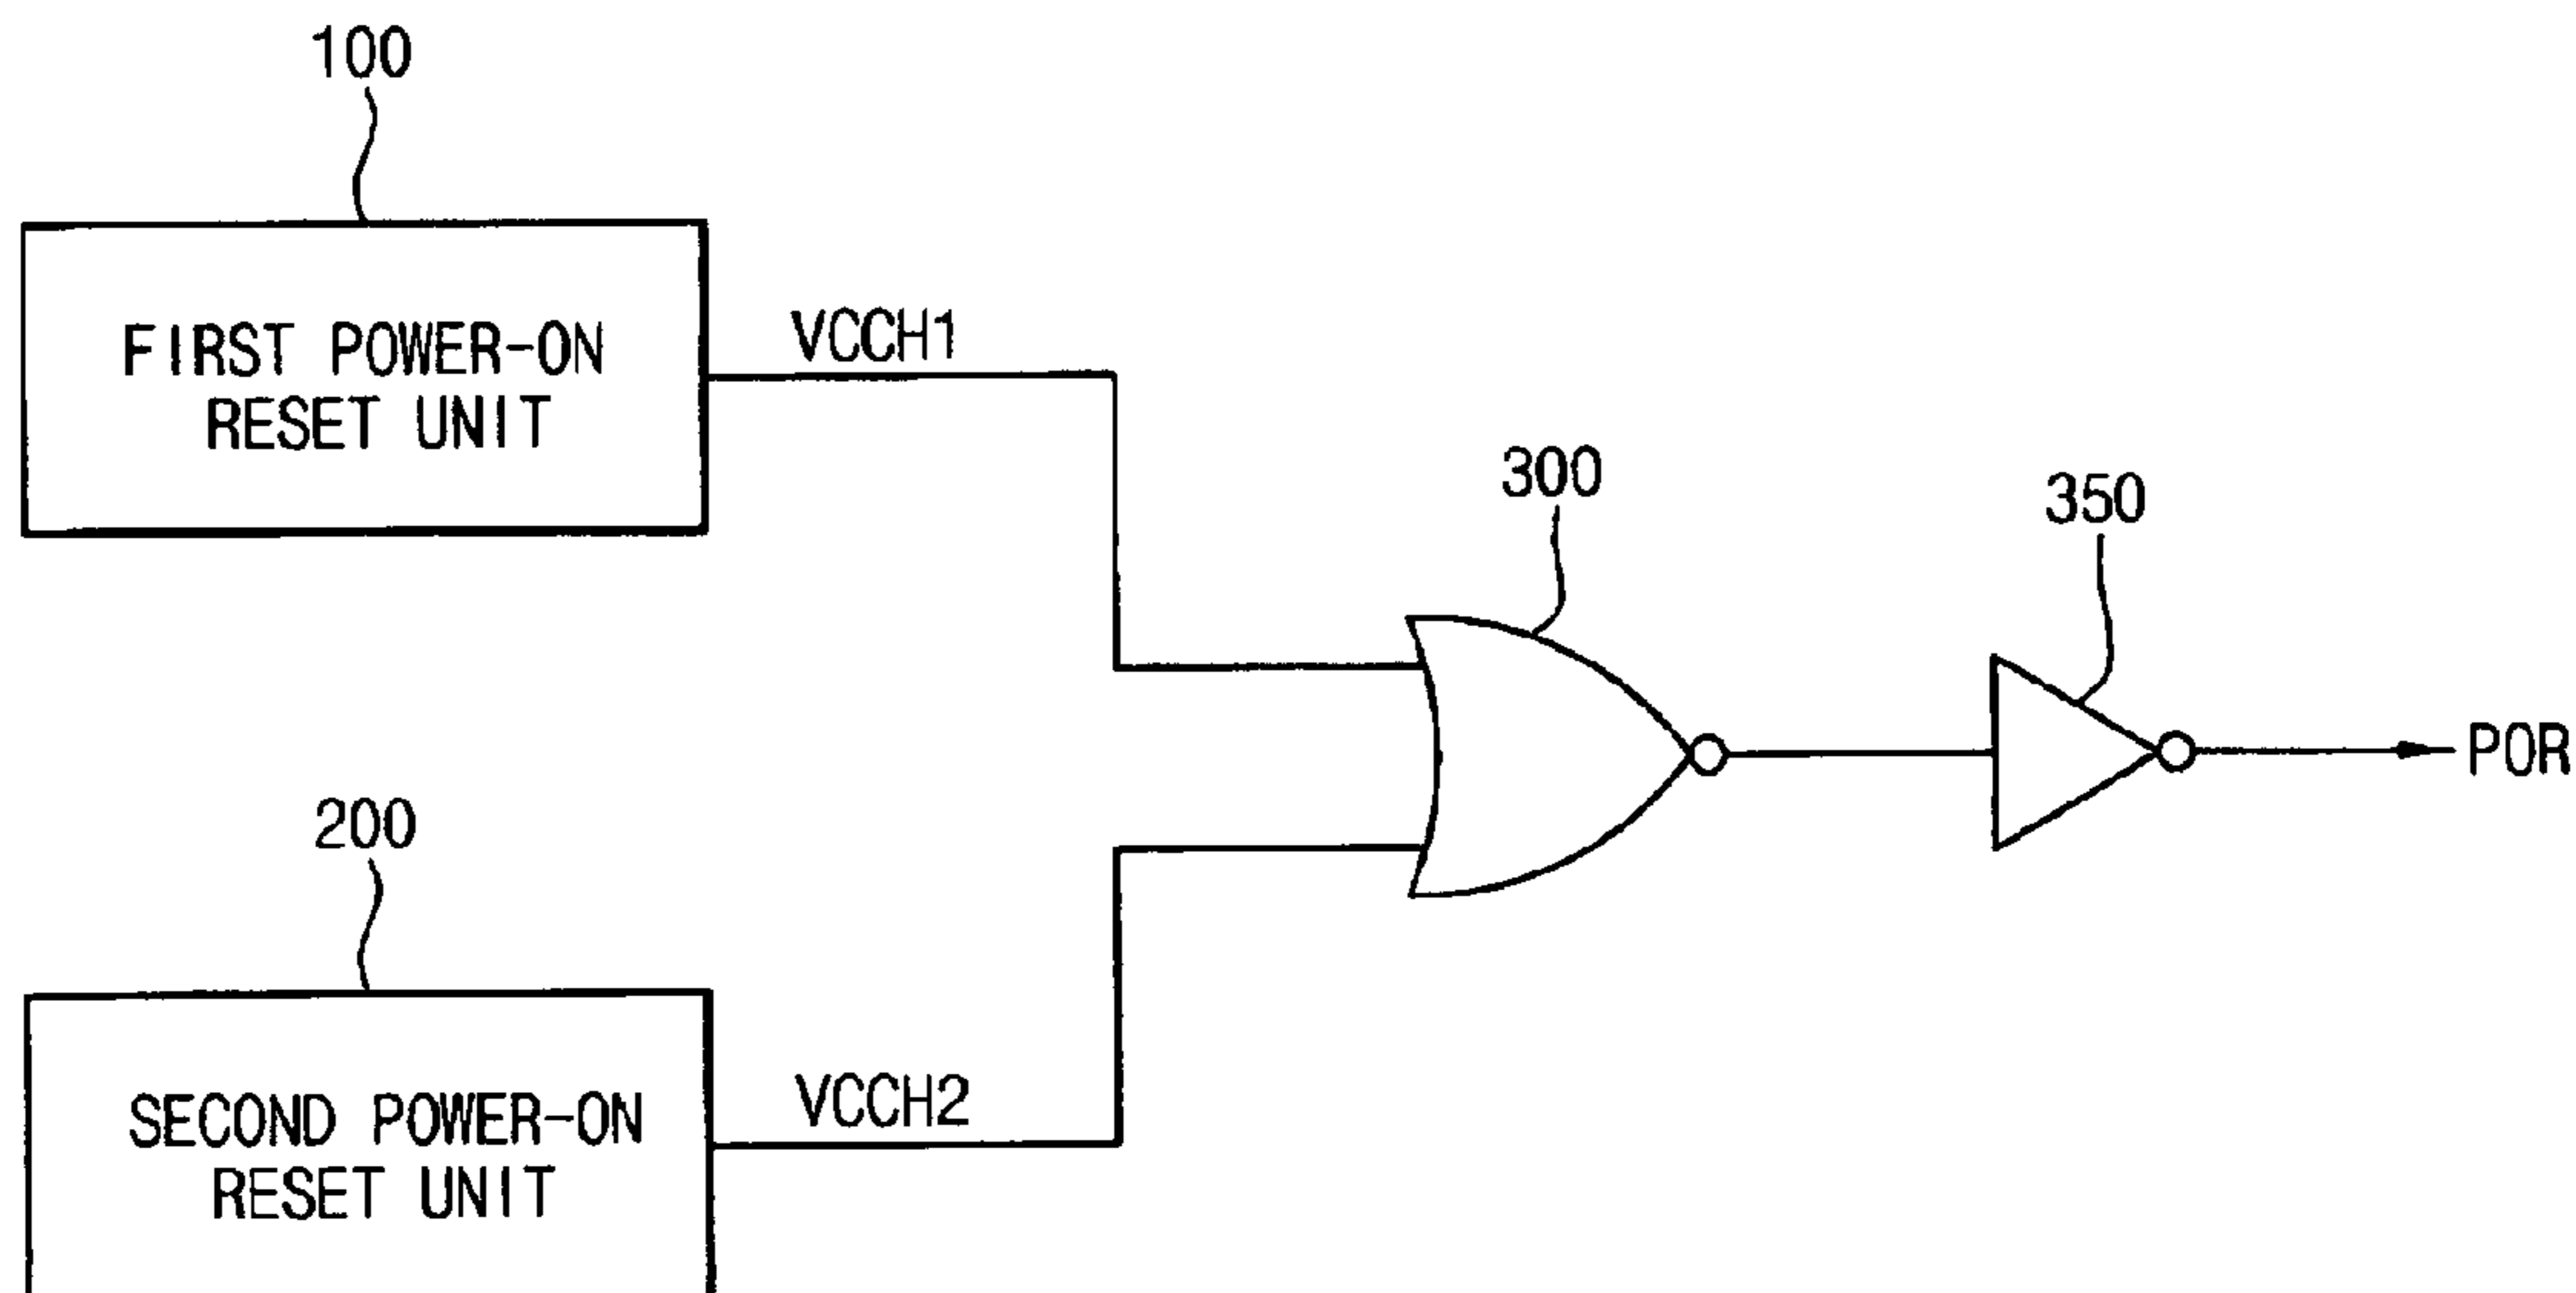 100
FIRST POWER-ON
RESET UNIT
VCCH1
300
350
POR
200
SECOND POWER-ON
RESET UNIT
VCCH2